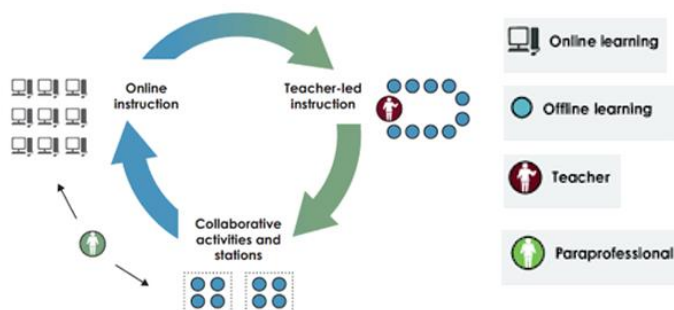 Online
instruction
Teacher-led
instruction
Collaborative
activities and
stations
Online learning
Offline learning
Teacher
Paraprofessional